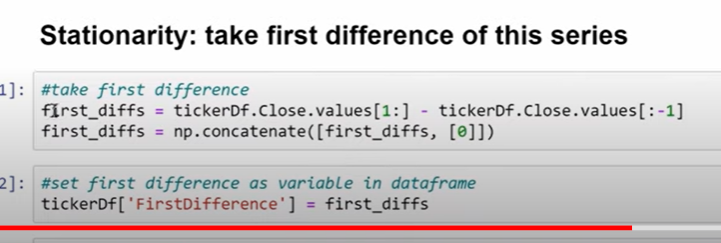 Stationarity: take first difference of this series
1]: #take first difference
first_diffs = tickerDf.Close.values[1:] - tickerDf.Close.values[:-1]
first_diffs = np.concatenate([first_diffs, [0]])
2]: #set first difference as variable in dataframe
tickerDf['FirstDifference'] = first_diffs